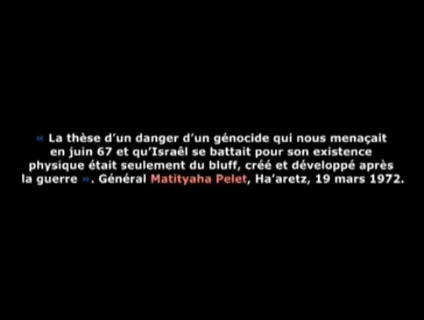 « La thèse d'un danger d'un génocide qui nous menaçait
en juin 67 et qu'Israêl se battait pour son existence
physique était seulement du bluff, créé et développé après
la guerre ». Général Matityaha Pelet, Ha'aretz, 19 mars 1972.